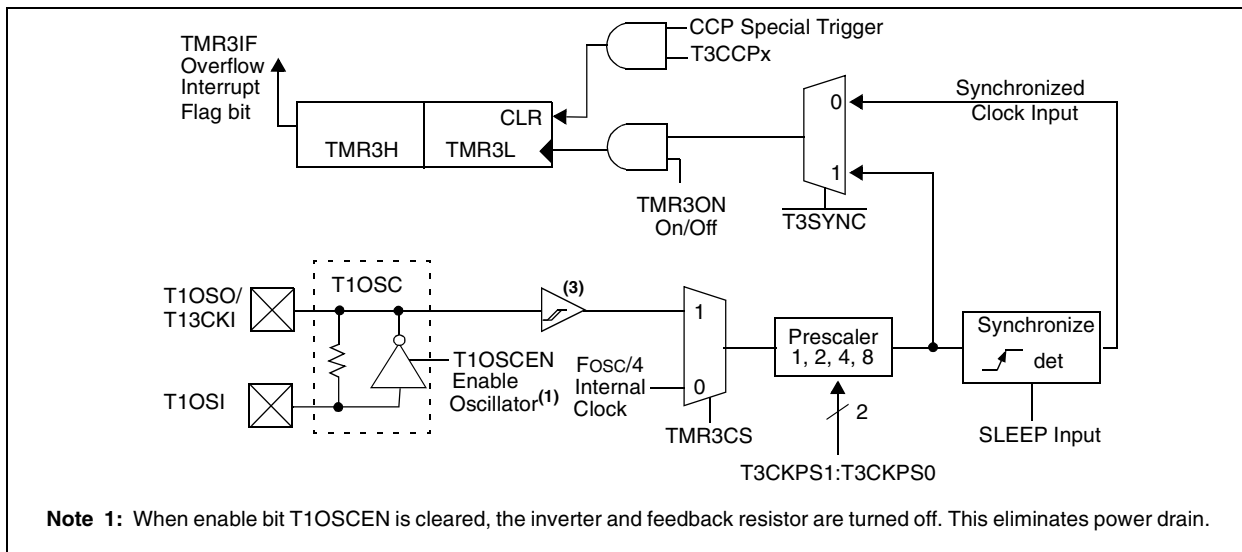 CCP Special Trigger
T3CCPx
TMR3IF
Overflow
Interrupt
Flag bit
CLR
TMR3H
TMR3L
0
1
Synchronized
Clock Input
TMR3ON
On/Off
T3SYNC
T1OSO/
T13CKI
T1OSC
(3)
T1OSI
T1OSCEN
Enable
Oscillator(1)
FOSC/4
Internal
Clock
1
0
TMR3CS
Prescaler
1, 2, 4, 8
2
T3CKPS1:T3CKPS0
Synchronize
det
SLEEP Input
Note 1: When enable bit T1OSCEN is cleared, the inverter and feedback resistor are turned off. This eliminates power drain.